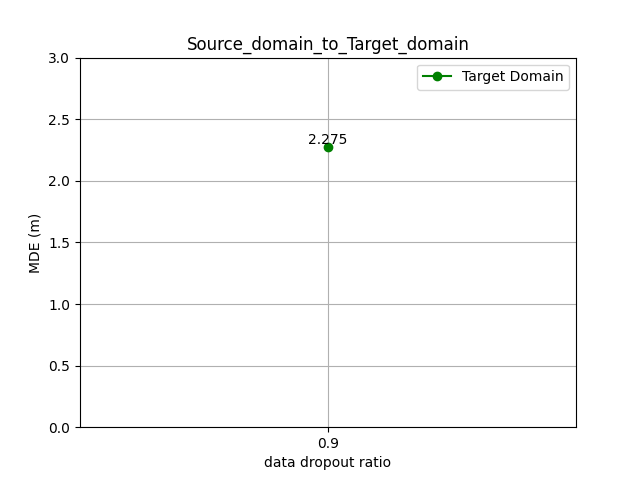 Source_domain_to_Target_domain
3.0
Target Domain
2.5
2.275
2.0
MDE (m)
1.5
1.0
0.5
0.0
0.9
data dropout ratio